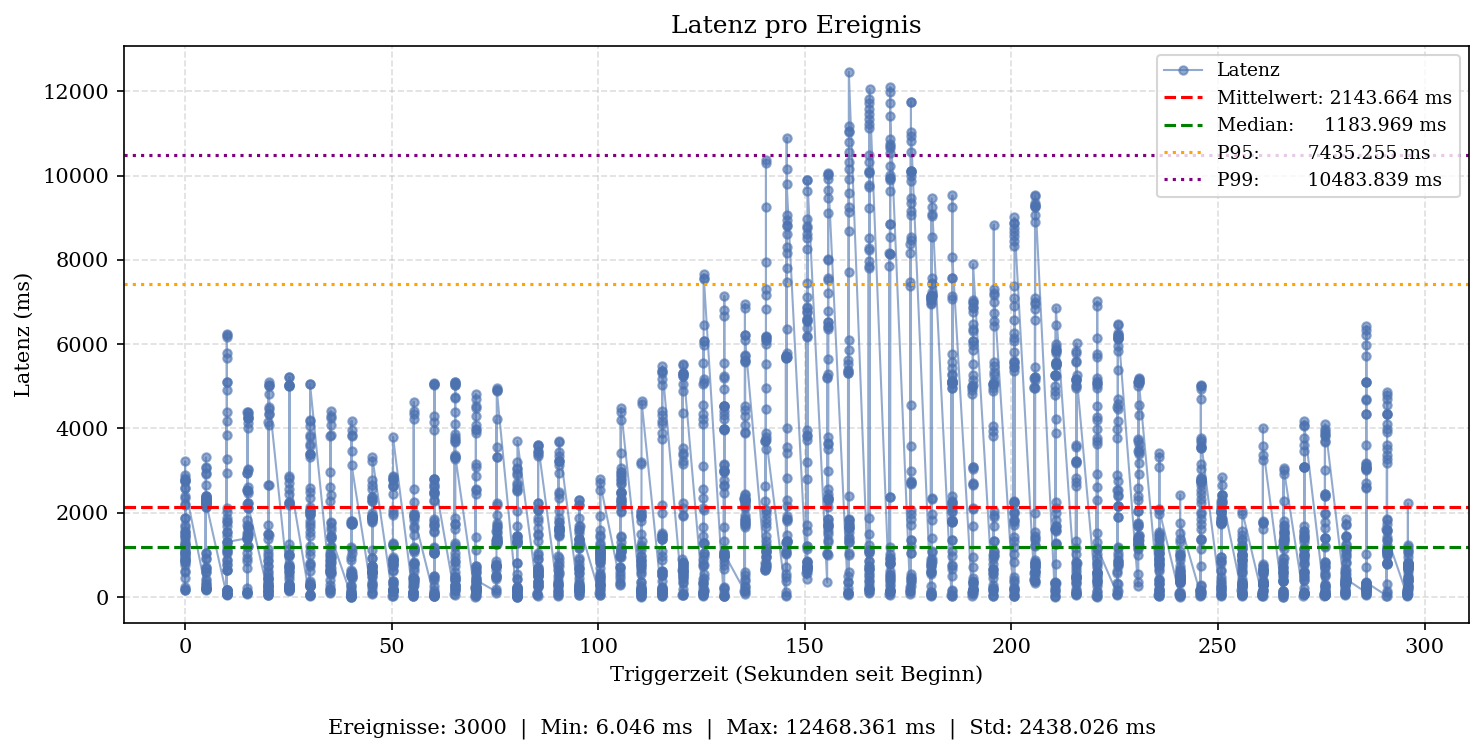 Latenz pro Ereignis
Latenz (ms)
12000
10000
8000
6000
4000
2000
0
Latenz
Mittelwert: 2143.664 ms
Median: 1183.969 ms
P95: 7435.255 ms
P99: 10483.839 ms
0 50 100 150 200 250 300
Triggerzeit (Sekunden seit Beginn)
Ereignisse: 3000 | Min: 6.046 ms | Max: 12468.361 ms | Std: 2438.026 ms